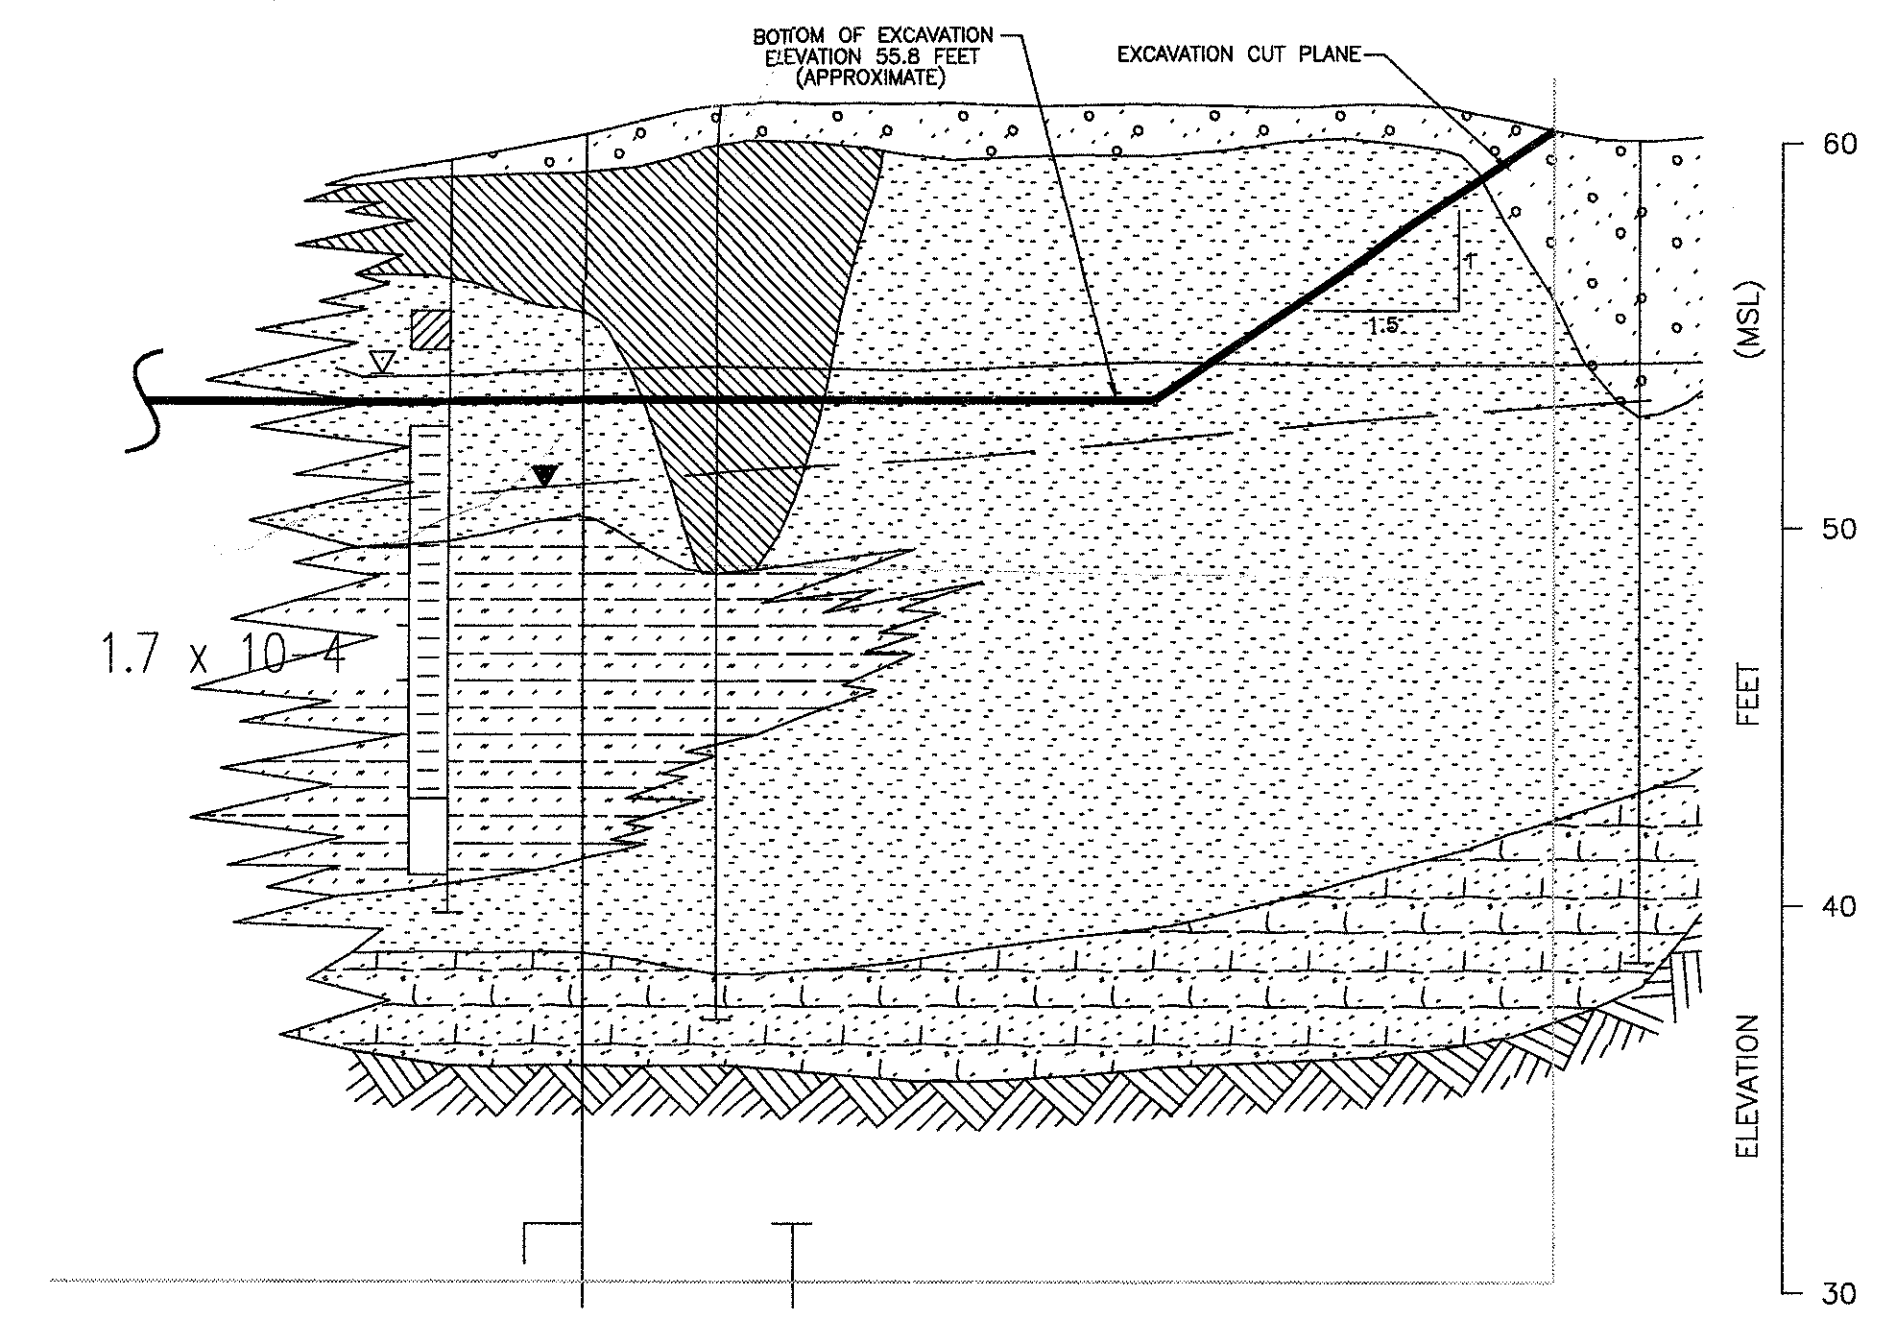 BOTTOM OF EXCAVATION
ELEVATION 55.8 FEET
(APPROXIMATE)
EXCAVATION CUT PLANE
60
1
1.5
(MSL)
50
FEET
1.7 x 10-4
40
ELEVATION
30